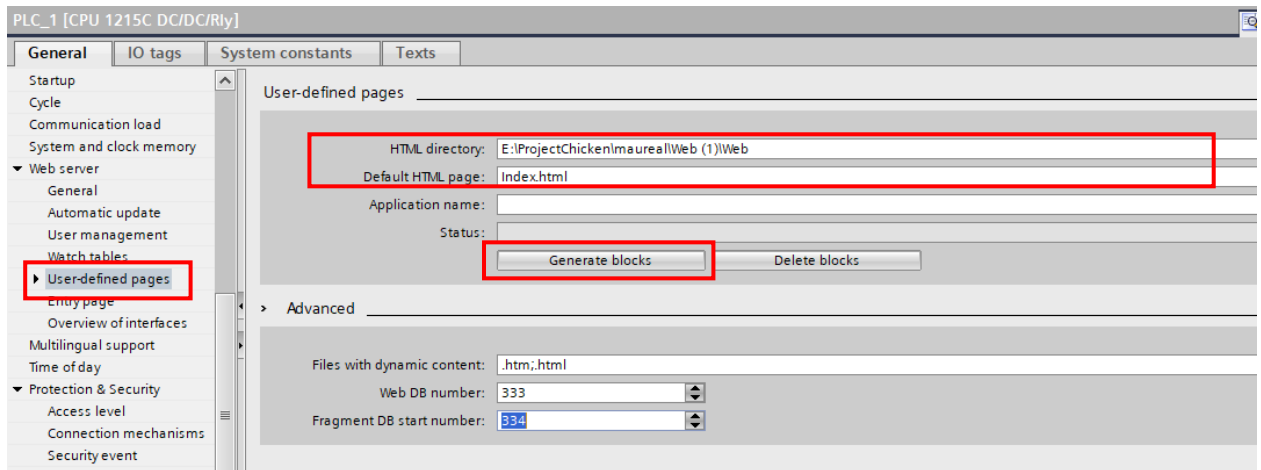 PLC_1 [CPU 1215C DC/DC/Rly]
General IO tags System constants Texts
Startup
Cycle
Communication load
System and clock memory
Web server
General
Automatic update
User management
Watch tables
User-defined pages
Entry page
Overview of interfaces
Multilingual support
Time of day
Protection & Security
Access level
Connection mechanisms
Security event
User-defined pages
HTML directory: E:\ProjectChicken\maureal\Web (1)\Web
Default HTML page: Index.html
Application name:
Status:
Generate blocks Delete blocks
Advanced
Files with dynamic content: .htm;.html
Web DB number: 333
Fragment DB start number: 334